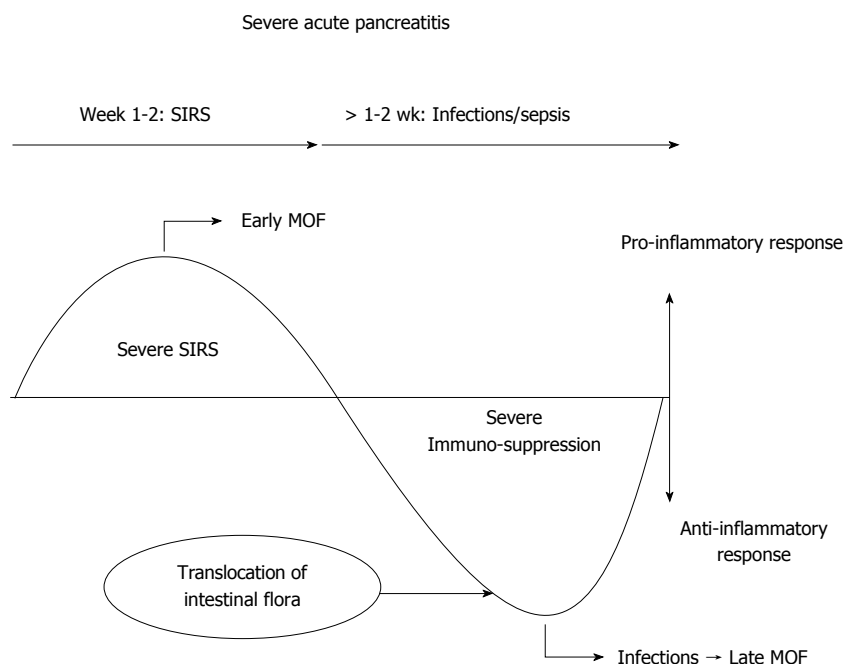 Severe acute pancreatitis
Week 1-2: SIRS
> 1-2 wk: Infections/sepsis
Early MOF
Pro-inflammatory response
Severe SIRS
Severe
Immuno-suppression
Anti-inflammatory
response
Translocation of
intestinal flora
Infections → Late MOF